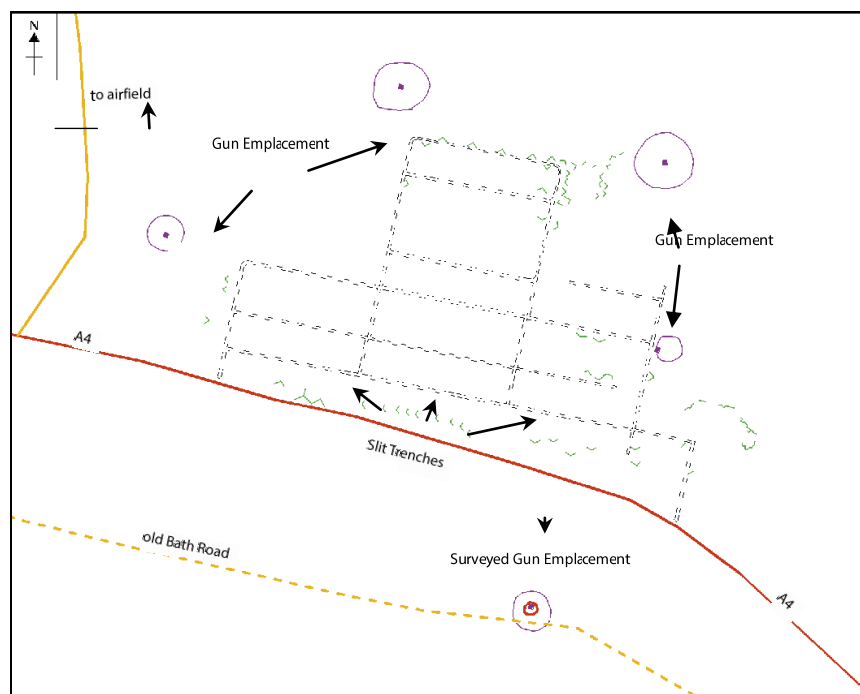 N
to airfield
Gun Emplacement
Gun Emplacement
A4
Slit Trenches
old Bath Road
Surveyed Gun Emplacement
A4